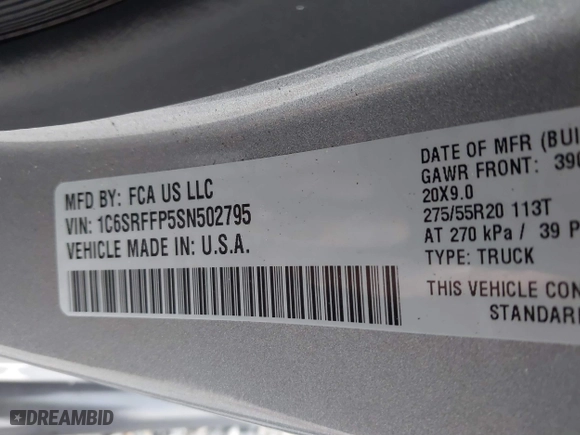 MFD BY: FCA US LLC
VIN: 1C6SRFFP5SN502795
VEHICLE MADE IN: U.S.A.
DATE OF MFR (BUI
GAWR FRONT: 390
20X9.0
275/55R20 113T
AT 270 kPa / 39 P
TYPE: TRUCK
THIS VEHICLE CON
STANDARD
DREAMBID